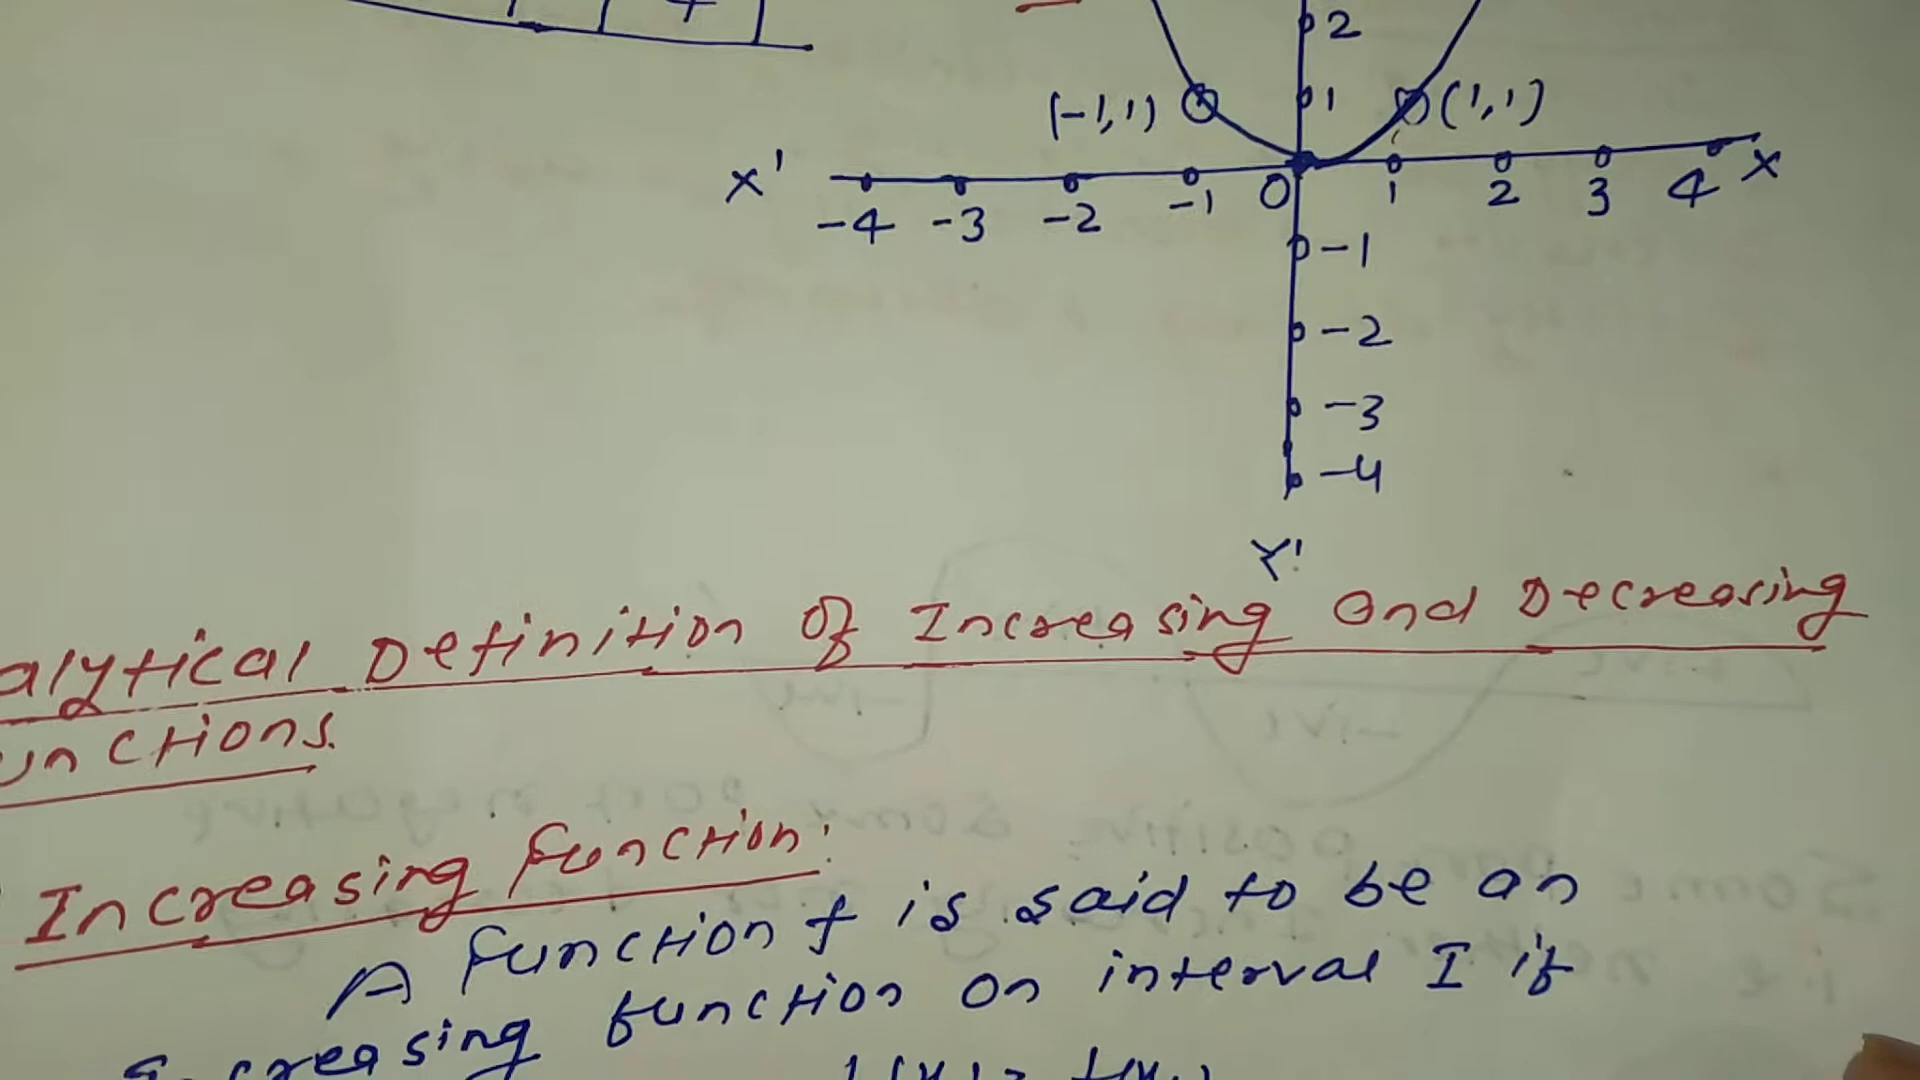 2
(-1,1) 1 (1,1)
X' X
-4 -3 -2 -1 0 1 2 3 4
-1
-2
-3
-4
Y'
alytical Definition Of Increasing and Decreasing
unctions.
Increasing function:
A function f is said to be an
function on interval I if